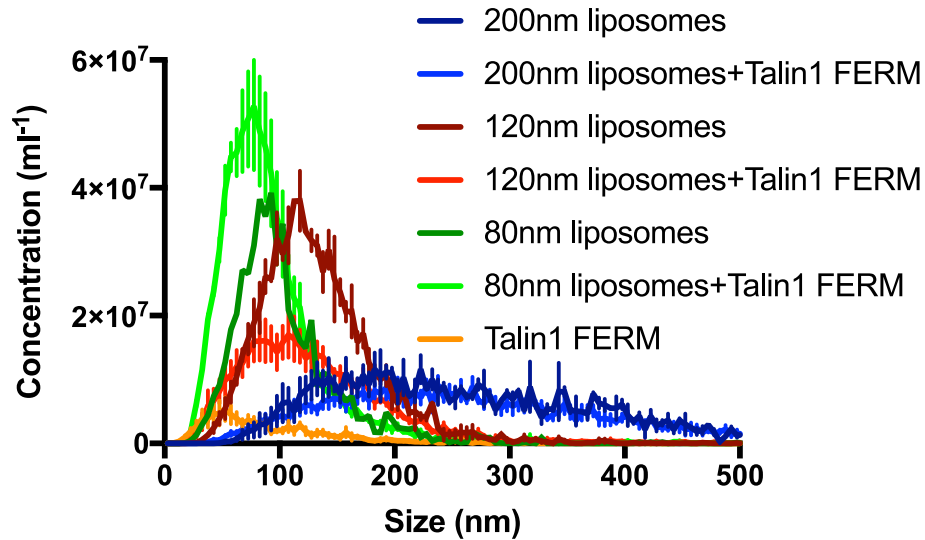 200nm liposomes
200nm liposomes+Talin1 FERM
120nm liposomes
120nm liposomes+Talin1 FERM
80nm liposomes
80nm liposomes+Talin1 FERM
Talin1 FERM
6×10⁷
4×10⁷
2×10⁷
0
Concentration (ml⁻¹)
0 100 200 300 400 500
Size (nm)